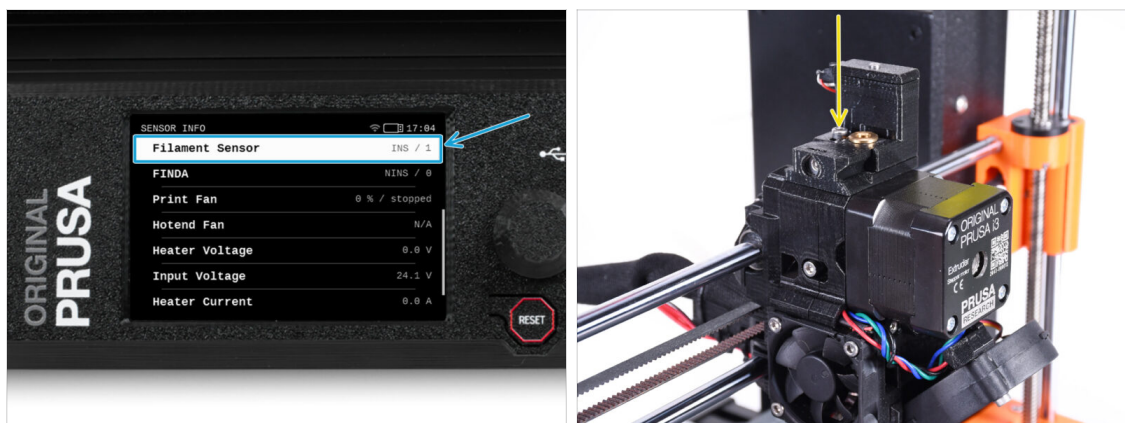 SENSOR INFO 17:04
Filament Sensor INS / 1
FINDA NINS / 0
Print Fan 0 % / stopped
Hotend Fan N/A
Heater Voltage 0.0 V
Input Voltage 24.1 V
Heater Current 0.0 A
ORIGINAL
PRUSA
RESET
ORIGINAL
PRUSA i3
Extruder
CE
PRUSA
RESEARCH